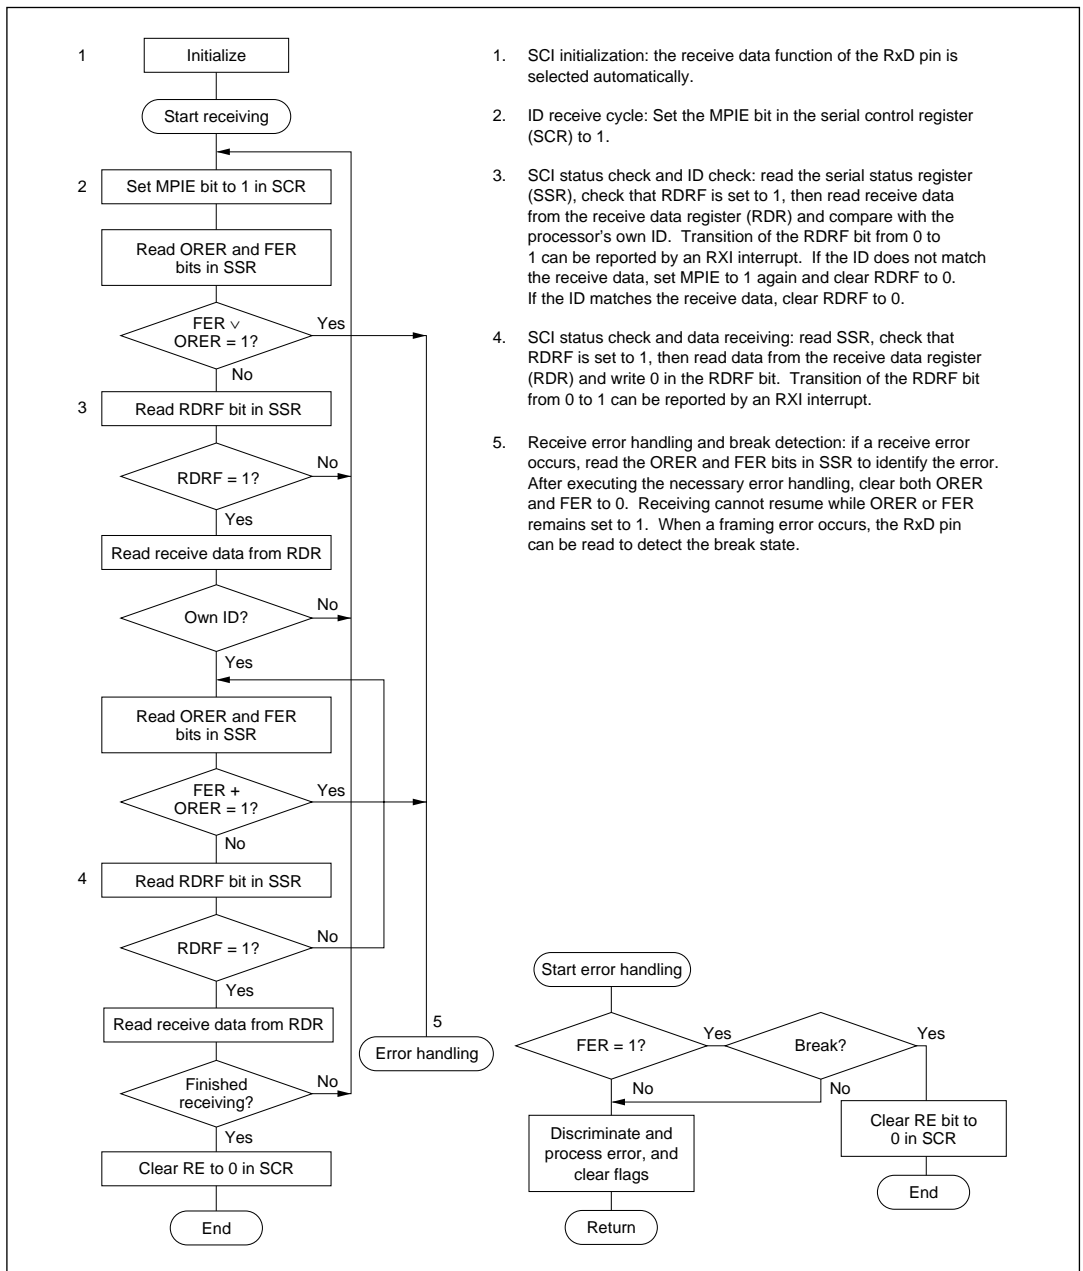 1
Initialize
Start receiving
2
Set MPIE bit to 1 in SCR
Read ORER and FER
bits in SSR
FER ∨
ORER = 1?
Yes
No
3
Read RDRF bit in SSR
RDRF = 1?
No
Yes
Read receive data from RDR
Own ID?
No
Yes
Read ORER and FER
bits in SSR
FER +
ORER = 1?
Yes
No
4
Read RDRF bit in SSR
RDRF = 1?
No
Yes
Read receive data from RDR
Finished
receiving?
No
Yes
Clear RE to 0 in SCR
End
5
Error handling
1. SCI initialization: the receive data function of the RxD pin is
selected automatically.
2. ID receive cycle: Set the MPIE bit in the serial control register
(SCR) to 1.
3. SCI status check and ID check: read the serial status register
(SSR), check that RDRF is set to 1, then read receive data
from the receive data register (RDR) and compare with the
processor's own ID. Transition of the RDRF bit from 0 to
1 can be reported by an RXI interrupt. If the ID does not match
the receive data, set MPIE to 1 again and clear RDRF to 0.
If the ID matches the receive data, clear RDRF to 0.
4. SCI status check and data receiving: read SSR, check that
RDRF is set to 1, then read data from the receive data register
(RDR) and write 0 in the RDRF bit. Transition of the RDRF bit
from 0 to 1 can be reported by an RXI interrupt.
5. Receive error handling and break detection: if a receive error
occurs, read the ORER and FER bits in SSR to identify the error.
After executing the necessary error handling, clear both ORER
and FER to 0. Receiving cannot resume while ORER or FER
remains set to 1. When a framing error occurs, the RxD pin
can be read to detect the break state.
Start error handling
FER = 1?
Yes
No
Break?
Yes
No
Discriminate and
process error, and
clear flags
Return
Clear RE bit to
0 in SCR
End